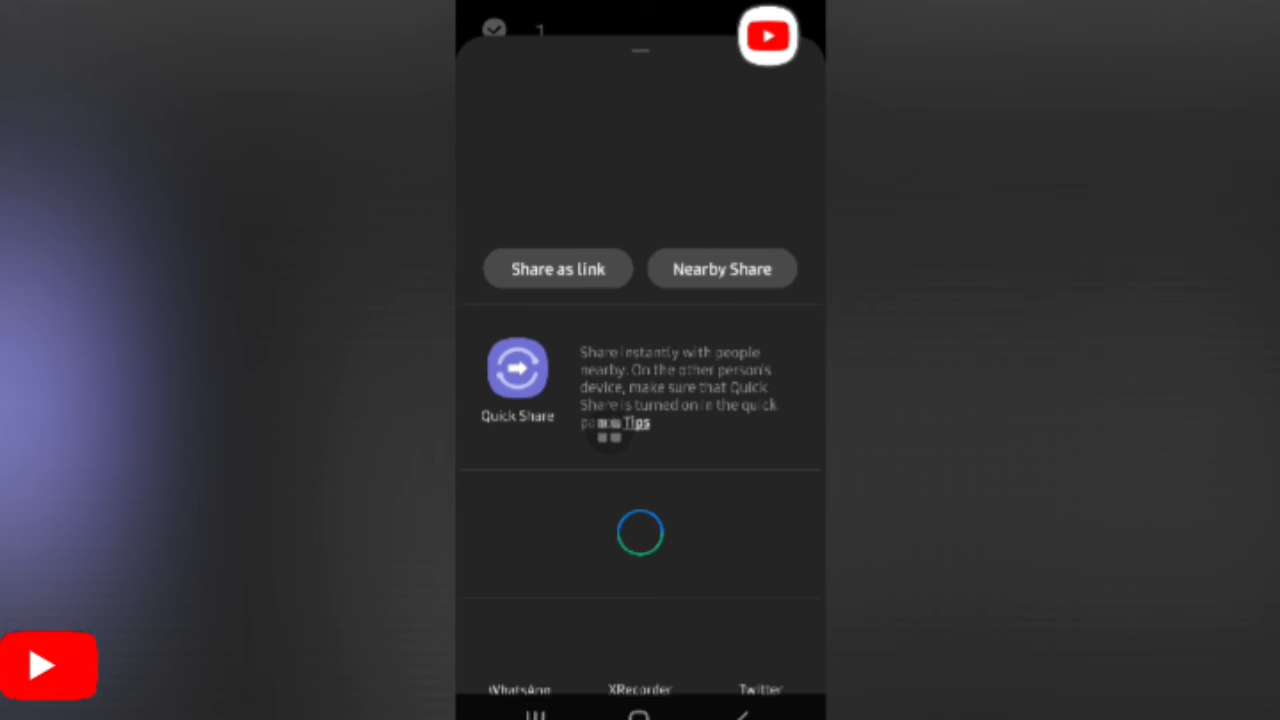 1
Share as link
Nearby Share
Share instantly with people
nearby. On the other person's
device, make sure that Quick
Share is turned on in the quick
Tips
Quick Share
WhatsApp
XRecorder
Twitter